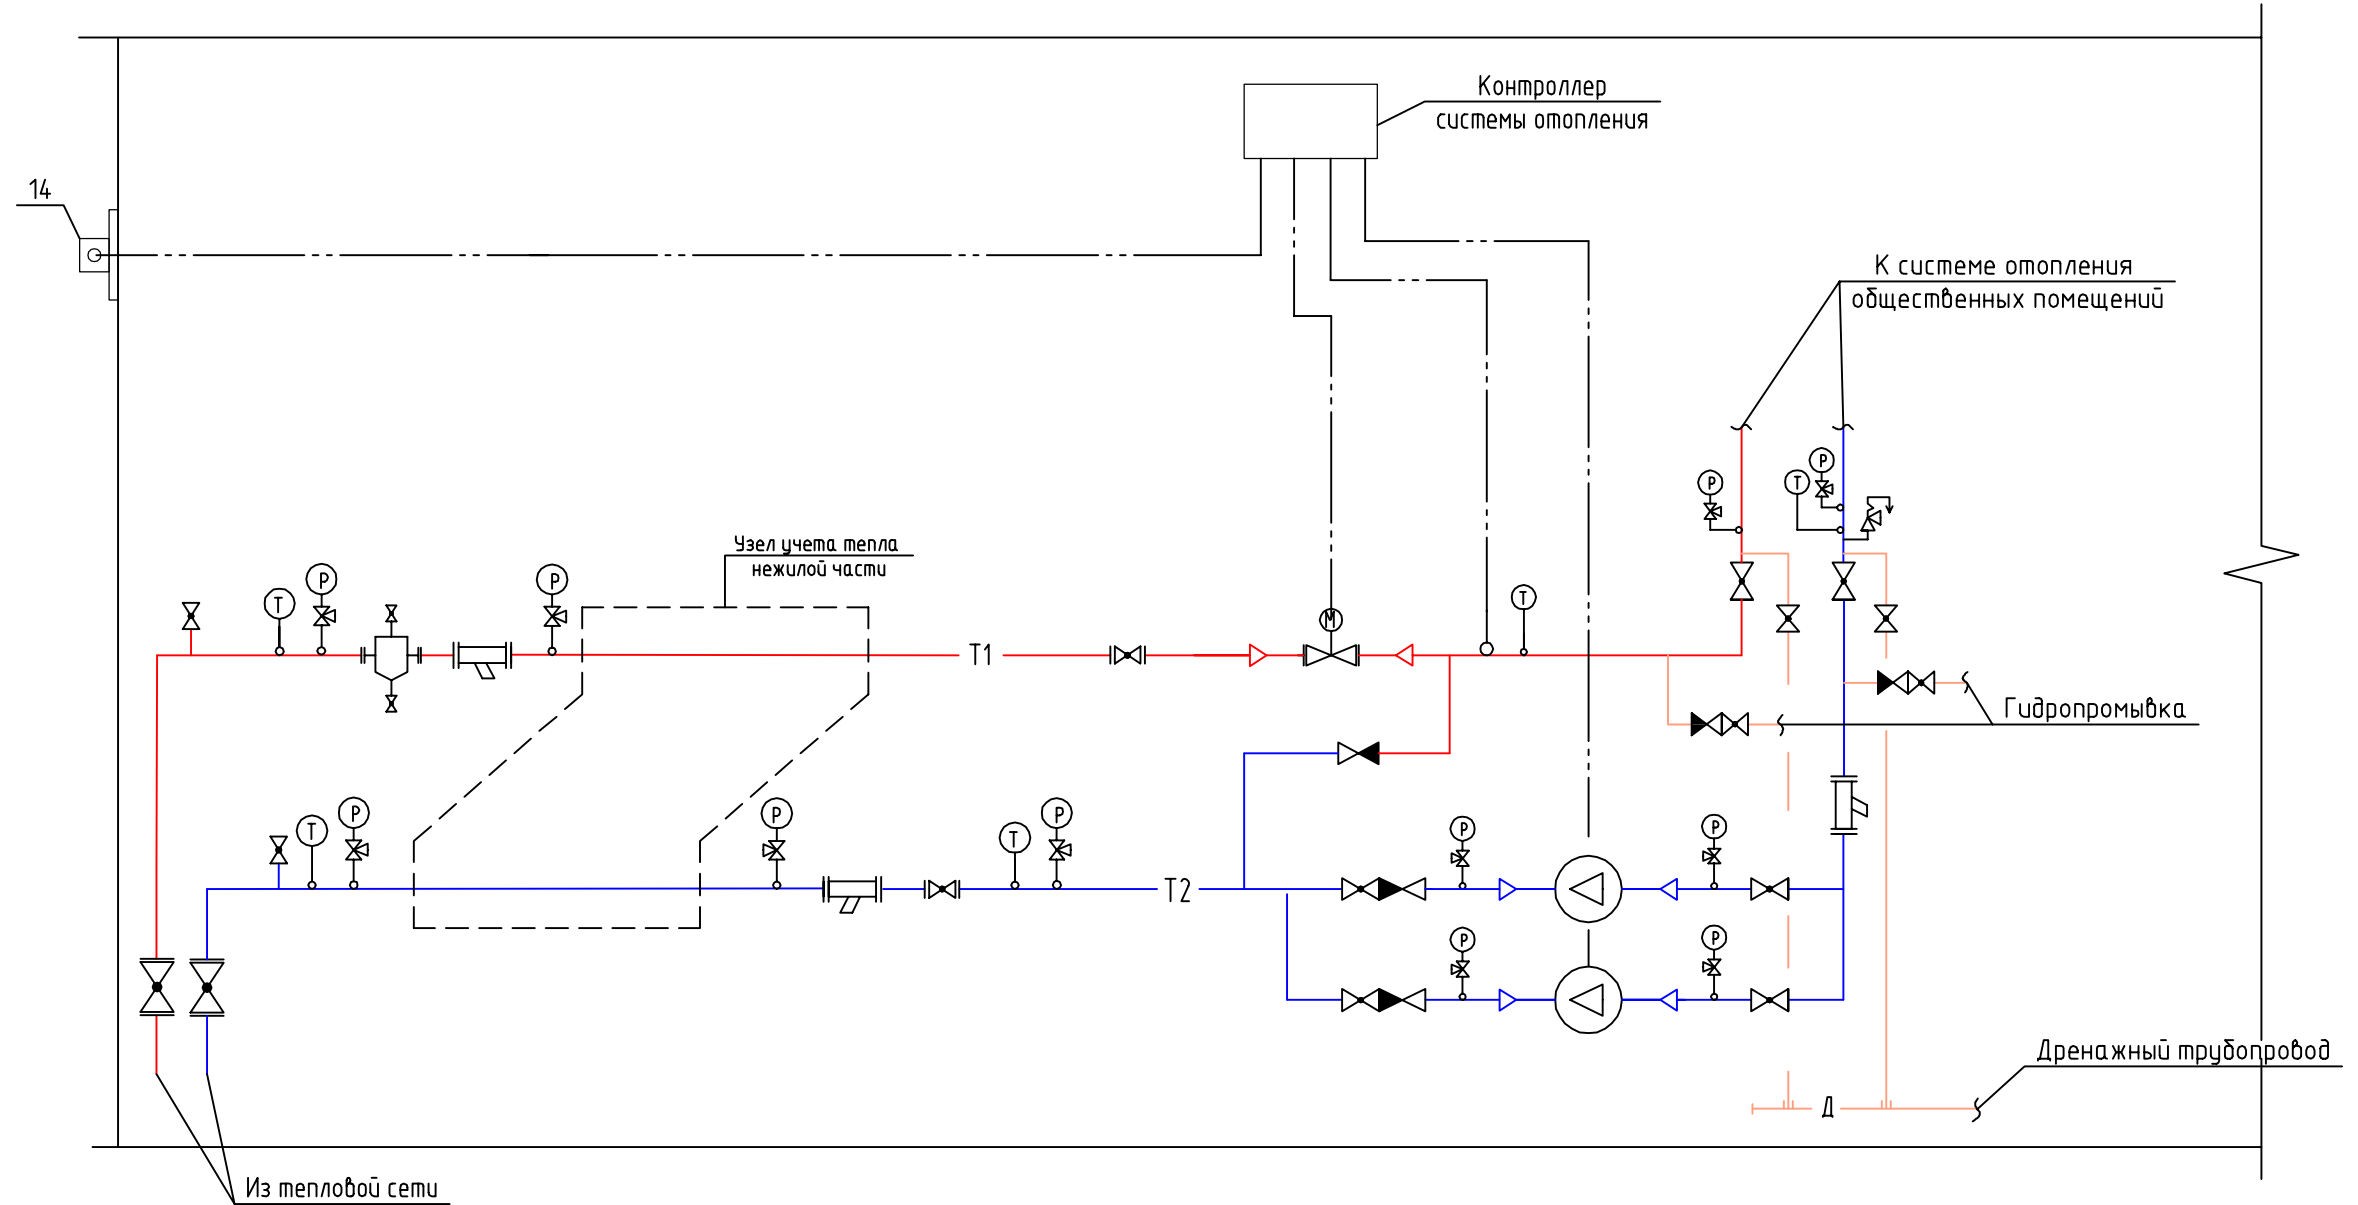 Контроллер
системы отопления
14
К системе отопления
общественных помещений
P
P
T
Узел учета тепла
нежилой части
P
P
T
T
M
T1
Гидропромывка
P
P
T
P
T
P
P
T2
P
P
Дренажный трубопровод
Д
Из тепловой сети